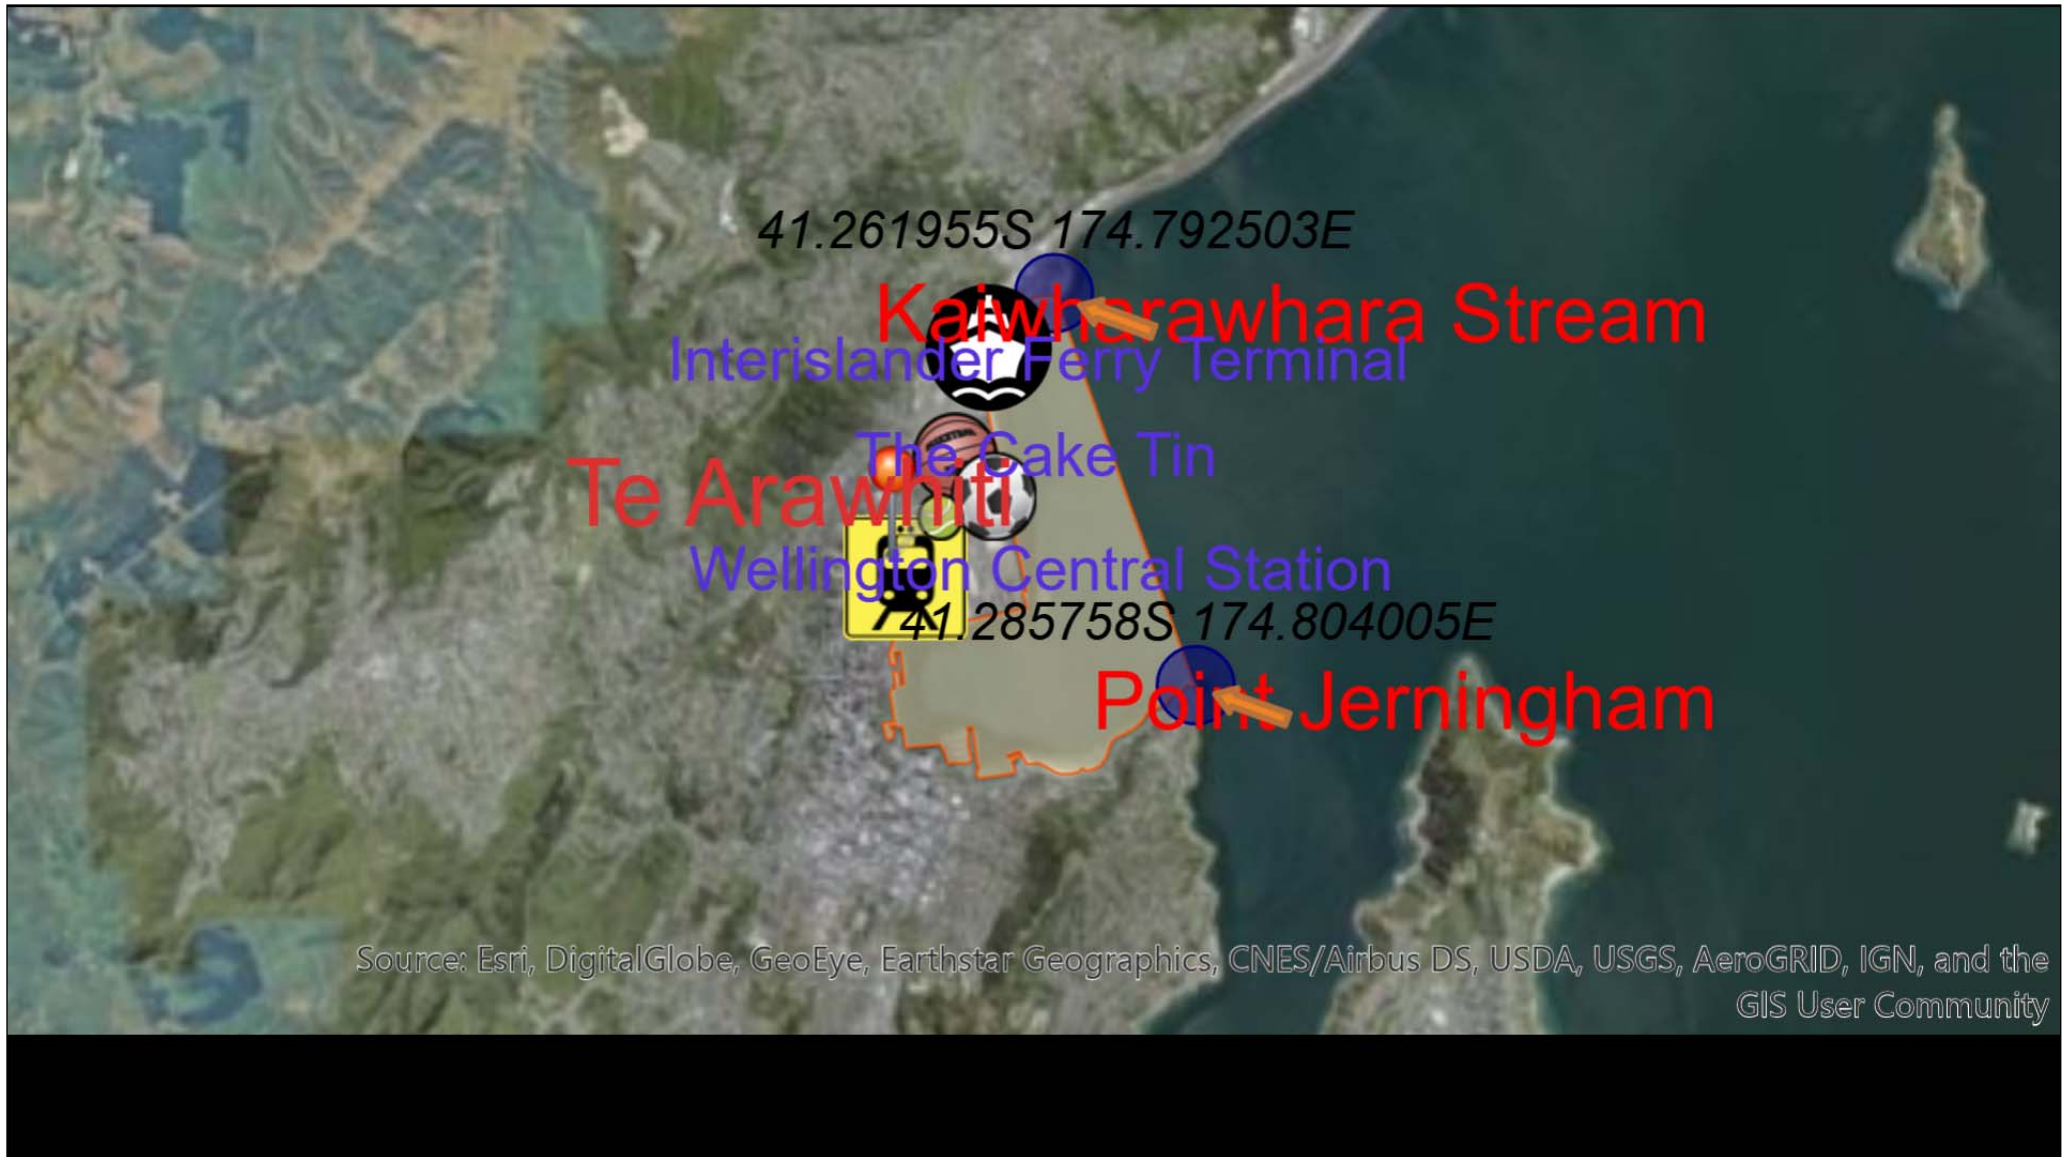 41.261955S 174.792503E
Kaiwharawhara Stream
Interislander Ferry Terminal
The Cake Tin
Te Arawhiti
Wellington Central Station
41.285758S 174.804005E
Point Jerningham
Source: Esri, DigitalGlobe, GeoEye, Earthstar Geographics, CNES/Airbus DS, USDA, USGS, AeroGRID, IGN, and the
GIS User Community